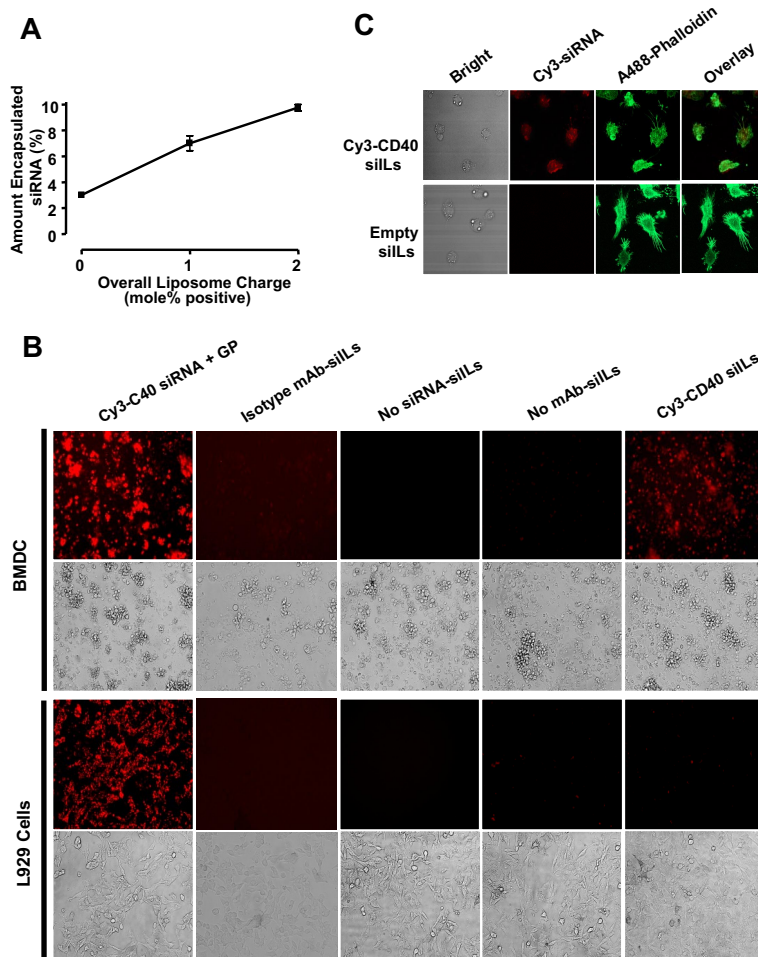 A
Amount Encapsulated
siRNA (%)
10
8
6
4
2
0
0
1
2
Overall Liposome Charge
(mole% positive)
C
Bright
Cy3-siRNA
A488-Phalloidin
Overlay
Cy3-CD40
siILs
Empty
siILs
B
Cy3-C40 siRNA + GP
Isotype mAb-siILs
No siRNA-siILs
No mAb-siILs
Cy3-CD40 siILs
BMDC
L929 Cells